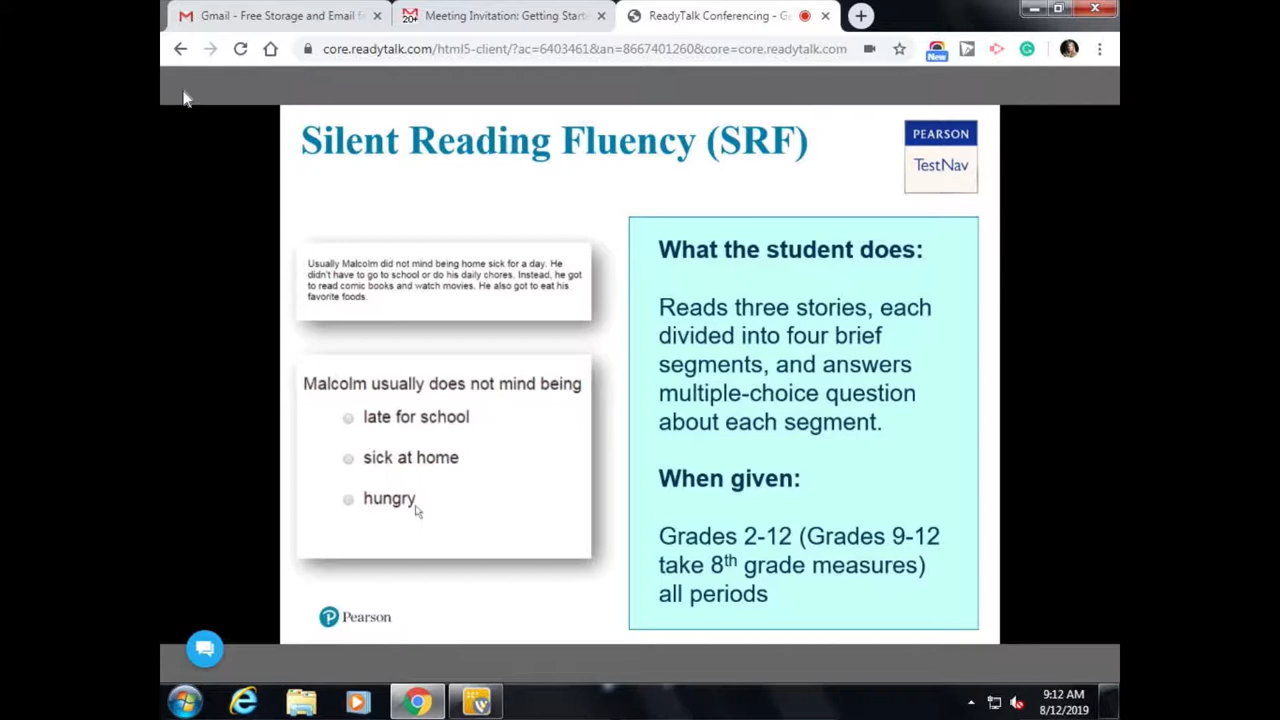 Gmail - Free Storage and Email f
20+
Meeting Invitation: Getting Start
ReadyTalk Conferencing - Ge
core.readytalk.com/html5-client/?ac=6403461&an=8667401260&core=core.readytalk.com
New
Silent Reading Fluency (SRF)
PEARSON
TestNav
Usually Malcolm did not mind being home sick for a day. He
didn't have to go to school or do his daily chores. Instead, he got
to read comic books and watch movies. He also got to eat his
favorite foods.
Malcolm usually does not mind being
late for school
sick at home
hungry
What the student does:
Reads three stories, each
divided into four brief
segments, and answers
multiple-choice question
about each segment.
When given:
Grades 2-12 (Grades 9-12
take 8th grade measures)
all periods
Pearson
9:12 AM
8/12/2019